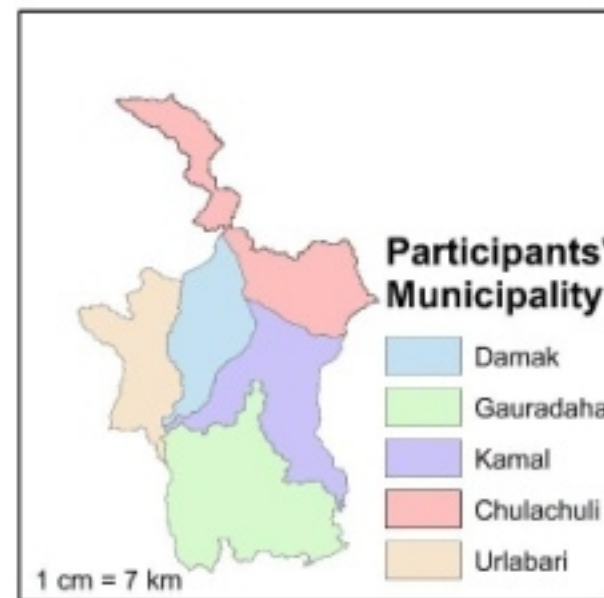 Participants'
Municipality
Damak
Gauradaha
Kamal
Chulachuli
Urlabari
1 cm = 7 km